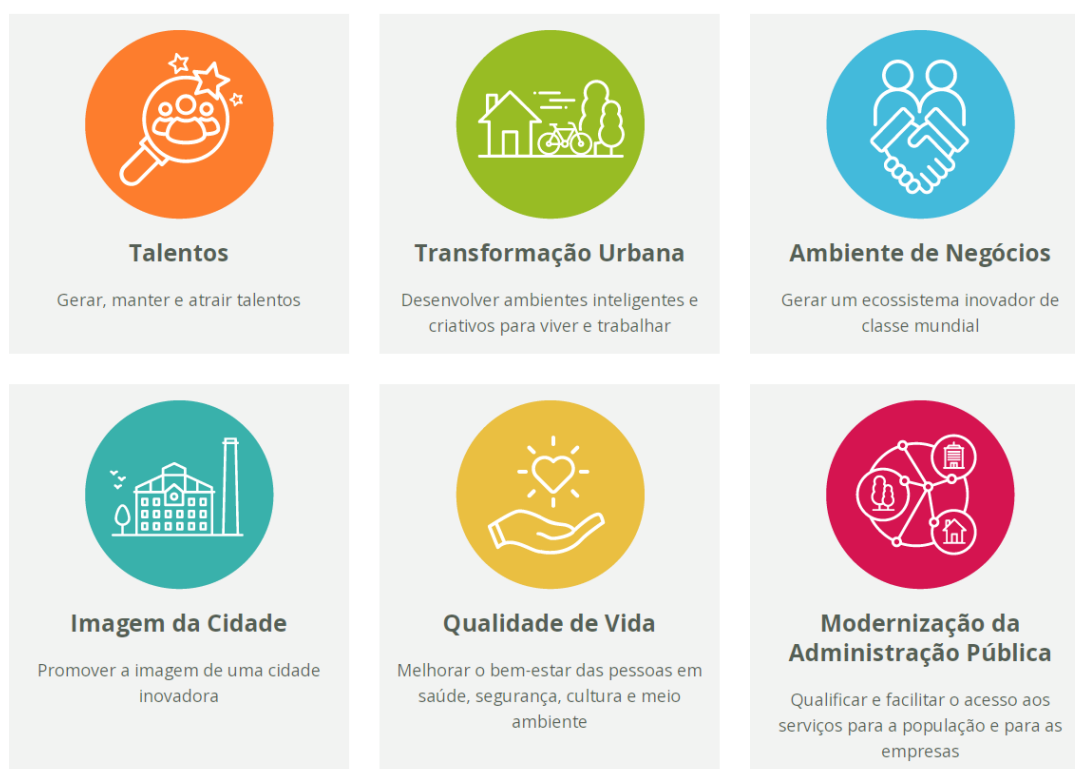 Talentos
Gerar, manter e atrair talentos
Transformação Urbana
Desenvolver ambientes inteligentes e
criativos para viver e trabalhar
Ambiente de Negócios
Gerar um ecossistema inovador de
classe mundial
Imagem da Cidade
Promover a imagem de uma cidade
inovadora
Qualidade de Vida
Melhorar o bem-estar das pessoas em
saúde, segurança, cultura e meio
ambiente
Modernização da
Administração Pública
Qualificar e facilitar o acesso aos
serviços para a população e para as
empresas